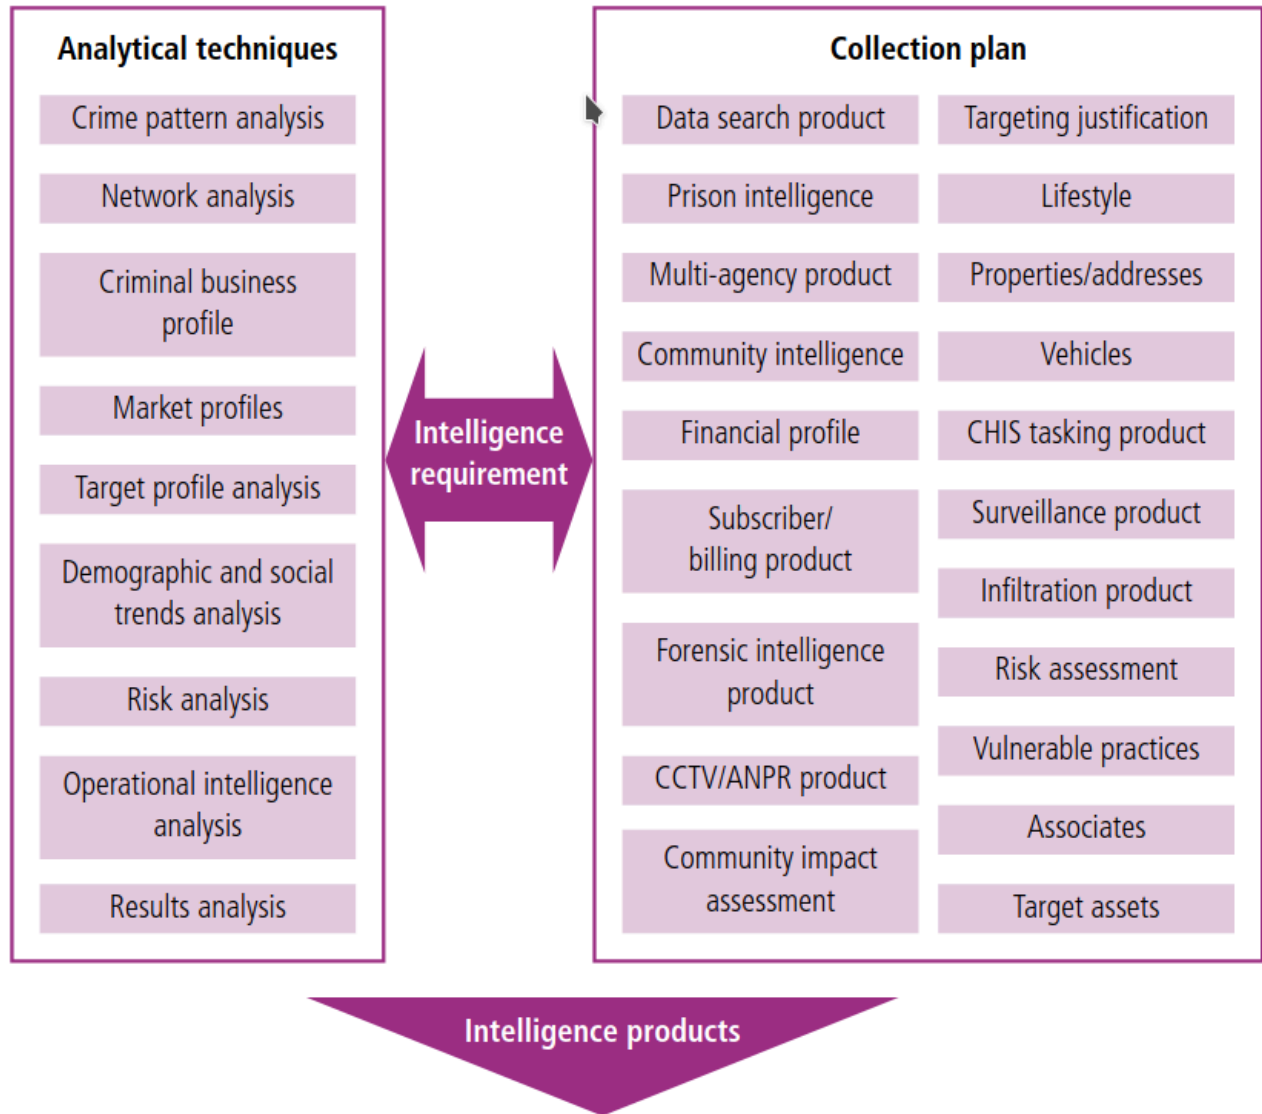 Analytical techniques
Crime pattern analysis
Network analysis
Criminal business
profile
Market profiles
Target profile analysis
Demographic and social
trends analysis
Risk analysis
Operational intelligence
analysis
Results analysis
Intelligence
requirement
Collection plan
Data search product
Prison intelligence
Multi-agency product
Community intelligence
Financial profile
Subscriber/
billing product
Forensic intelligence
product
CCTV/ANPR product
Community impact
assessment
Targeting justification
Lifestyle
Properties/addresses
Vehicles
CHIS tasking product
Surveillance product
Infiltration product
Risk assessment
Vulnerable practices
Associates
Target assets
Intelligence products